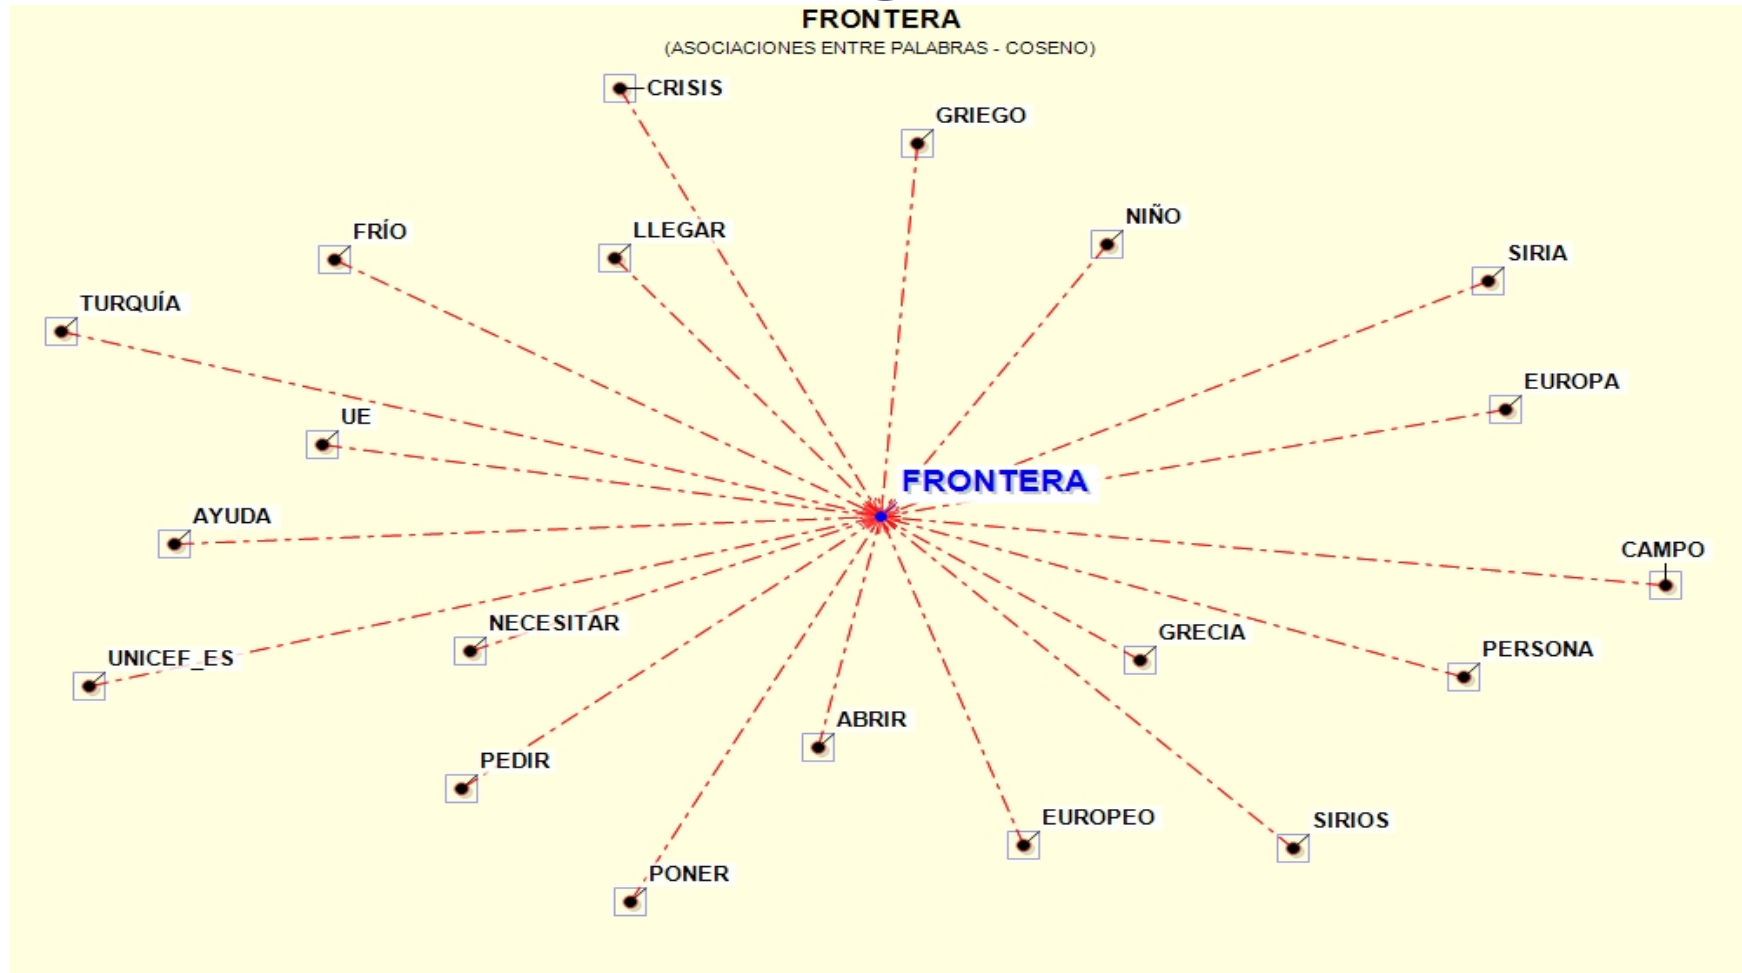 FRONTERA
(ASOCIACIONES ENTRE PALABRAS - COSENO)
CRISIS
GRIEGO
NIÑO
FRÍO
LLEGAR
SIRIA
TURQUÍA
EUROPA
UE
FRONTERA
AYUDA
CAMPO
NECESITAR
GRECIA
PERSONA
UNICEF_ES
ABRIR
PEDIR
EUROPEO
SIRIOS
PONER